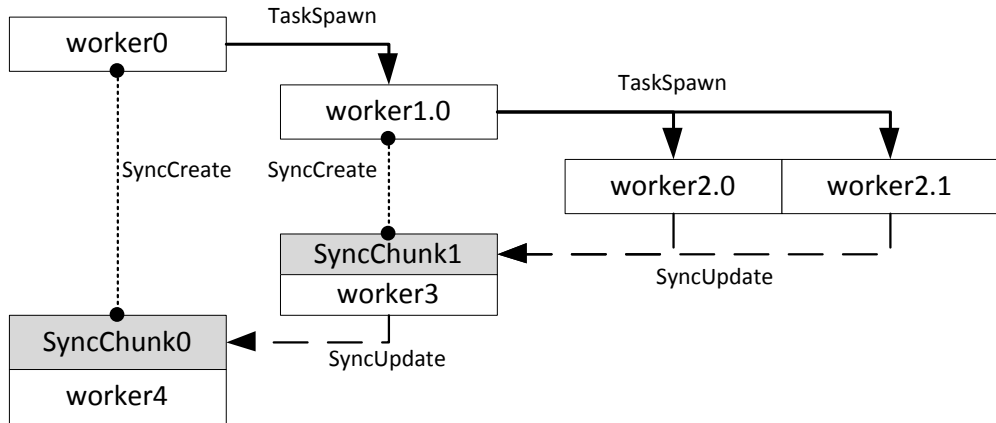 TaskSpawn
worker0
TaskSpawn
worker1.0
SyncCreate
SyncCreate
worker2.0
worker2.1
SyncChunk1
worker3
SyncUpdate
SyncChunk0
SyncUpdate
worker4